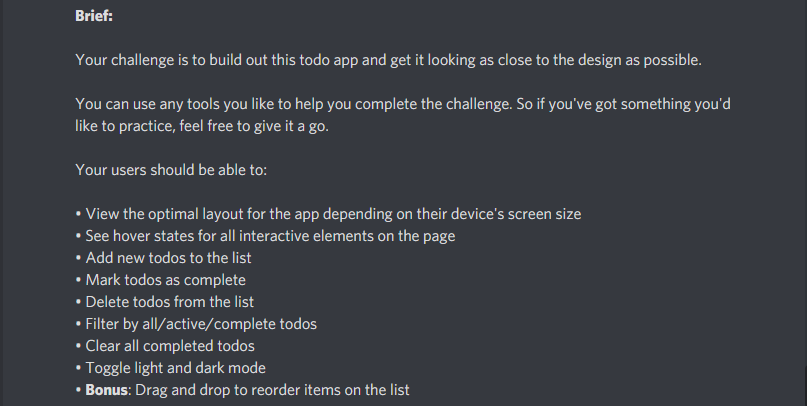 Brief:
Your challenge is to build out this todo app and get it looking as close to the design as possible.
You can use any tools you like to help you complete the challenge. So if you've got something you'd
like to practice, feel free to give it a go.
Your users should be able to:
• View the optimal layout for the app depending on their device's screen size
• See hover states for all interactive elements on the page
• Add new todos to the list
• Mark todos as complete
• Delete todos from the list
• Filter by all/active/complete todos
• Clear all completed todos
• Toggle light and dark mode
• Bonus: Drag and drop to reorder items on the list